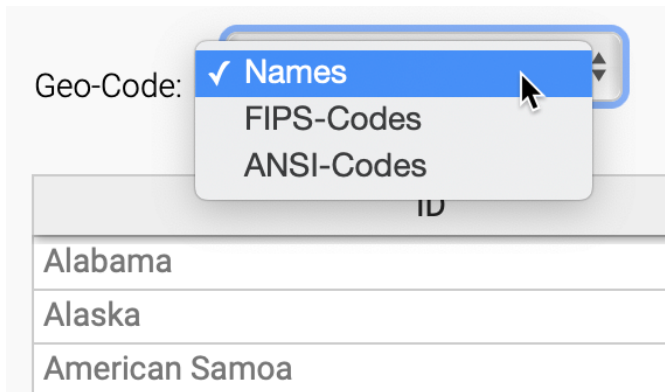 Geo-Code:
✓ Names
FIPS-Codes
ANSI-Codes
ID
Alabama
Alaska
American Samoa